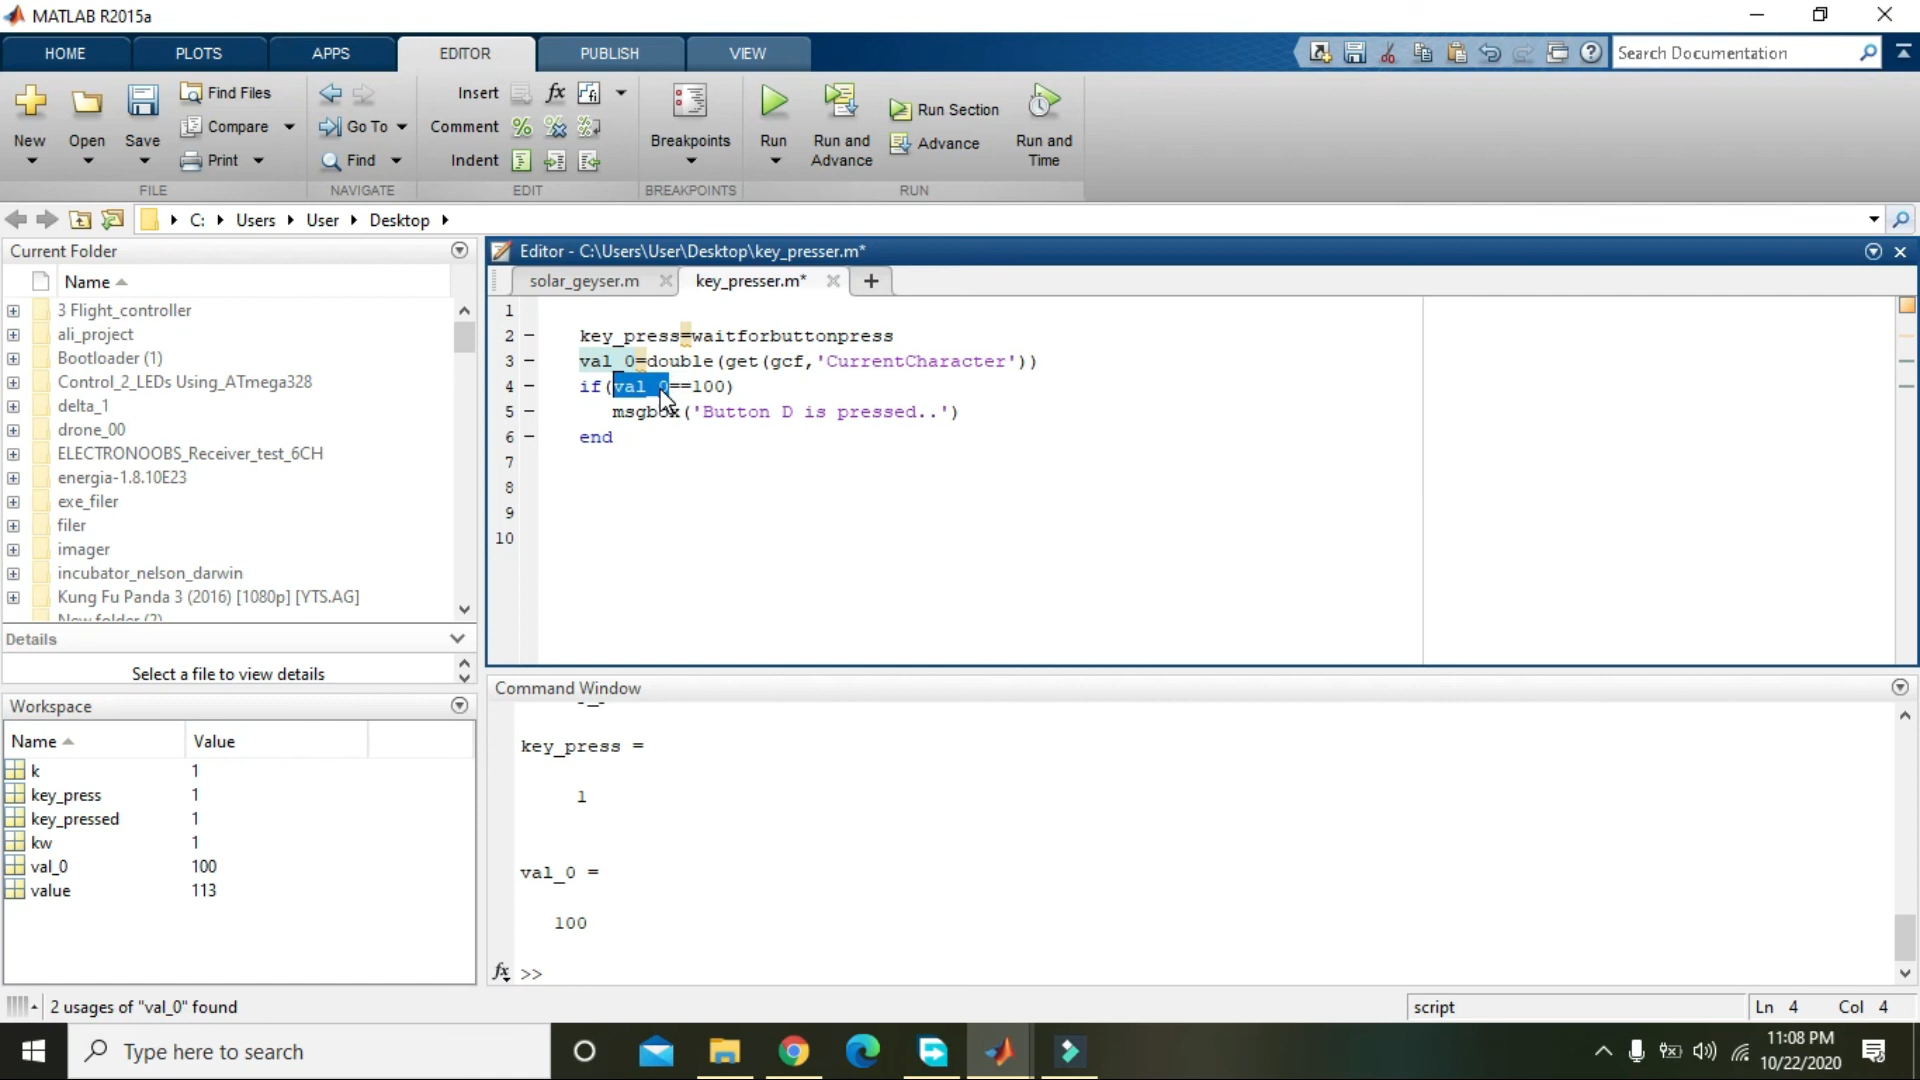 MATLAB R2015a
HOME PLOTS APPS EDITOR PUBLISH VIEW Search Documentation
New Open Save Find Files Compare Print
FILE
Go To Find
NAVIGATE
Insert fx
Comment %
Indent
EDIT
Breakpoints
BREAKPOINTS
Run Run and Advance Run Section Advance Run and Time
RUN
C: Users User Desktop
Current Folder
Name
3 Flight_controller
ali_project
Bootloader (1)
Control_2_LEDs Using_ATmega328
delta_1
drone_00
ELECTRONOOBS_Receiver_test_6CH
energia-1.8.10E23
exe_filer
filer
imager
incubator_nelson_darwin
Kung Fu Panda 3 (2016) [1080p] [YTS.AG]
New folder (2)
Details
Select a file to view details
Workspace
Name Value
k 1
key_press 1
key_pressed 1
kw 1
val_0 100
value 113
Editor - C:\Users\User\Desktop\key_presser.m*
solar_geyser.m key_presser.m*
1
2 key_press=waitforbuttonpress
3 val_0=double(get(gcf,'CurrentCharacter'))
4 if(val_0==100)
5 msgbox('Button D is pressed..')
6 end
7
8
9
10
Command Window
key_press =
1
val_0 =
100
fx >>
2 usages of "val_0" found
script Ln 4 Col 4
Type here to search
11:08 PM
10/22/2020